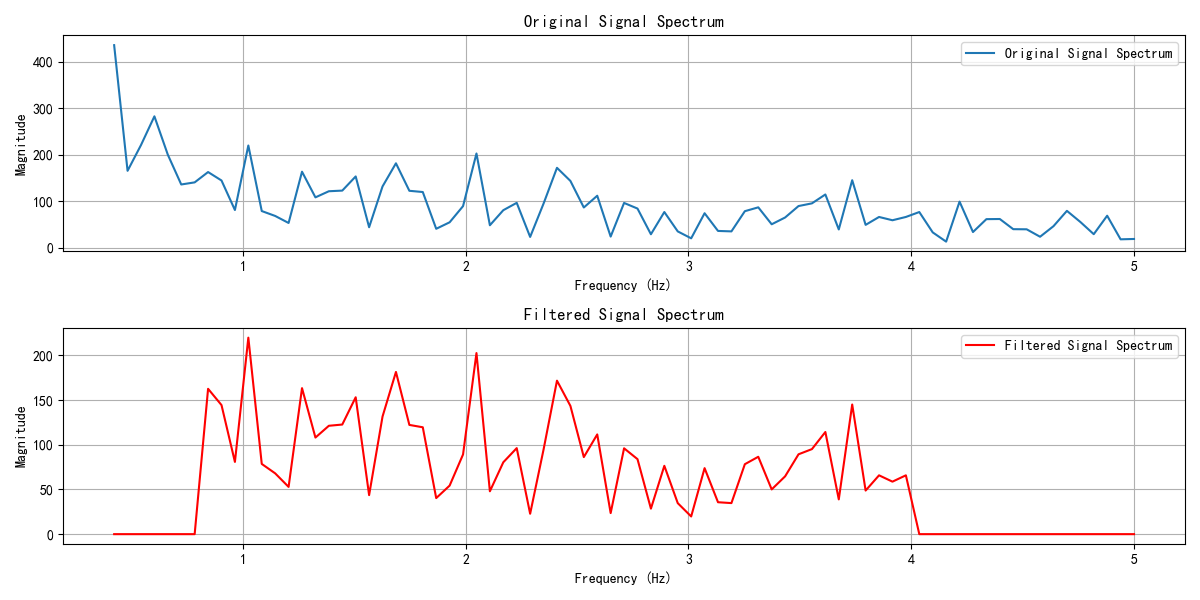 Original Signal Spectrum
Original Signal Spectrum
400
300
200
100
0
Magnitude
1 2 3 4 5
Frequency (Hz)
Filtered Signal Spectrum
Filtered Signal Spectrum
200
150
100
50
0
Magnitude
1 2 3 4 5
Frequency (Hz)